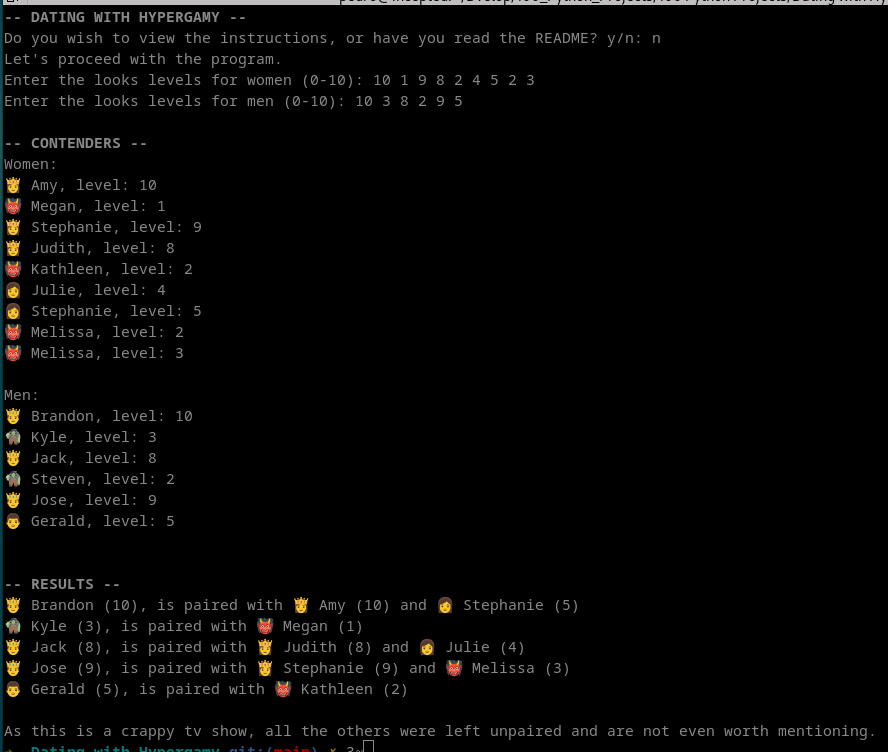 -- DATING WITH HYPERGAMY --
Do you wish to view the instructions, or have you read the README? y/n: n
Let's proceed with the program.
Enter the looks levels for women (0-10): 10 1 9 8 2 4 5 2 3
Enter the looks levels for men (0-10): 10 3 8 2 9 5
-- CONTENDERS --
Women:
👸 Amy, level: 10
👹 Megan, level: 1
👸 Stephanie, level: 9
👸 Judith, level: 8
👹 Kathleen, level: 2
👩 Julie, level: 4
👩 Stephanie, level: 5
👹 Melissa, level: 2
👹 Melissa, level: 3
Men:
🤴 Brandon, level: 10
🧌 Kyle, level: 3
🤴 Jack, level: 8
🧌 Steven, level: 2
🤴 Jose, level: 9
👨 Gerald, level: 5
-- RESULTS --
🤴 Brandon (10), is paired with 👸 Amy (10) and 👩 Stephanie (5)
🧌 Kyle (3), is paired with 👹 Megan (1)
🤴 Jack (8), is paired with 👸 Judith (8) and 👩 Julie (4)
🤴 Jose (9), is paired with 👸 Stephanie (9) and 👹 Melissa (3)
👨 Gerald (5), is paired with 👹 Kathleen (2)
As this is a crappy tv show, all the others were left unpaired and are not even worth mentioning.
Dating with Hypergamy git:(main) ✗ 3~